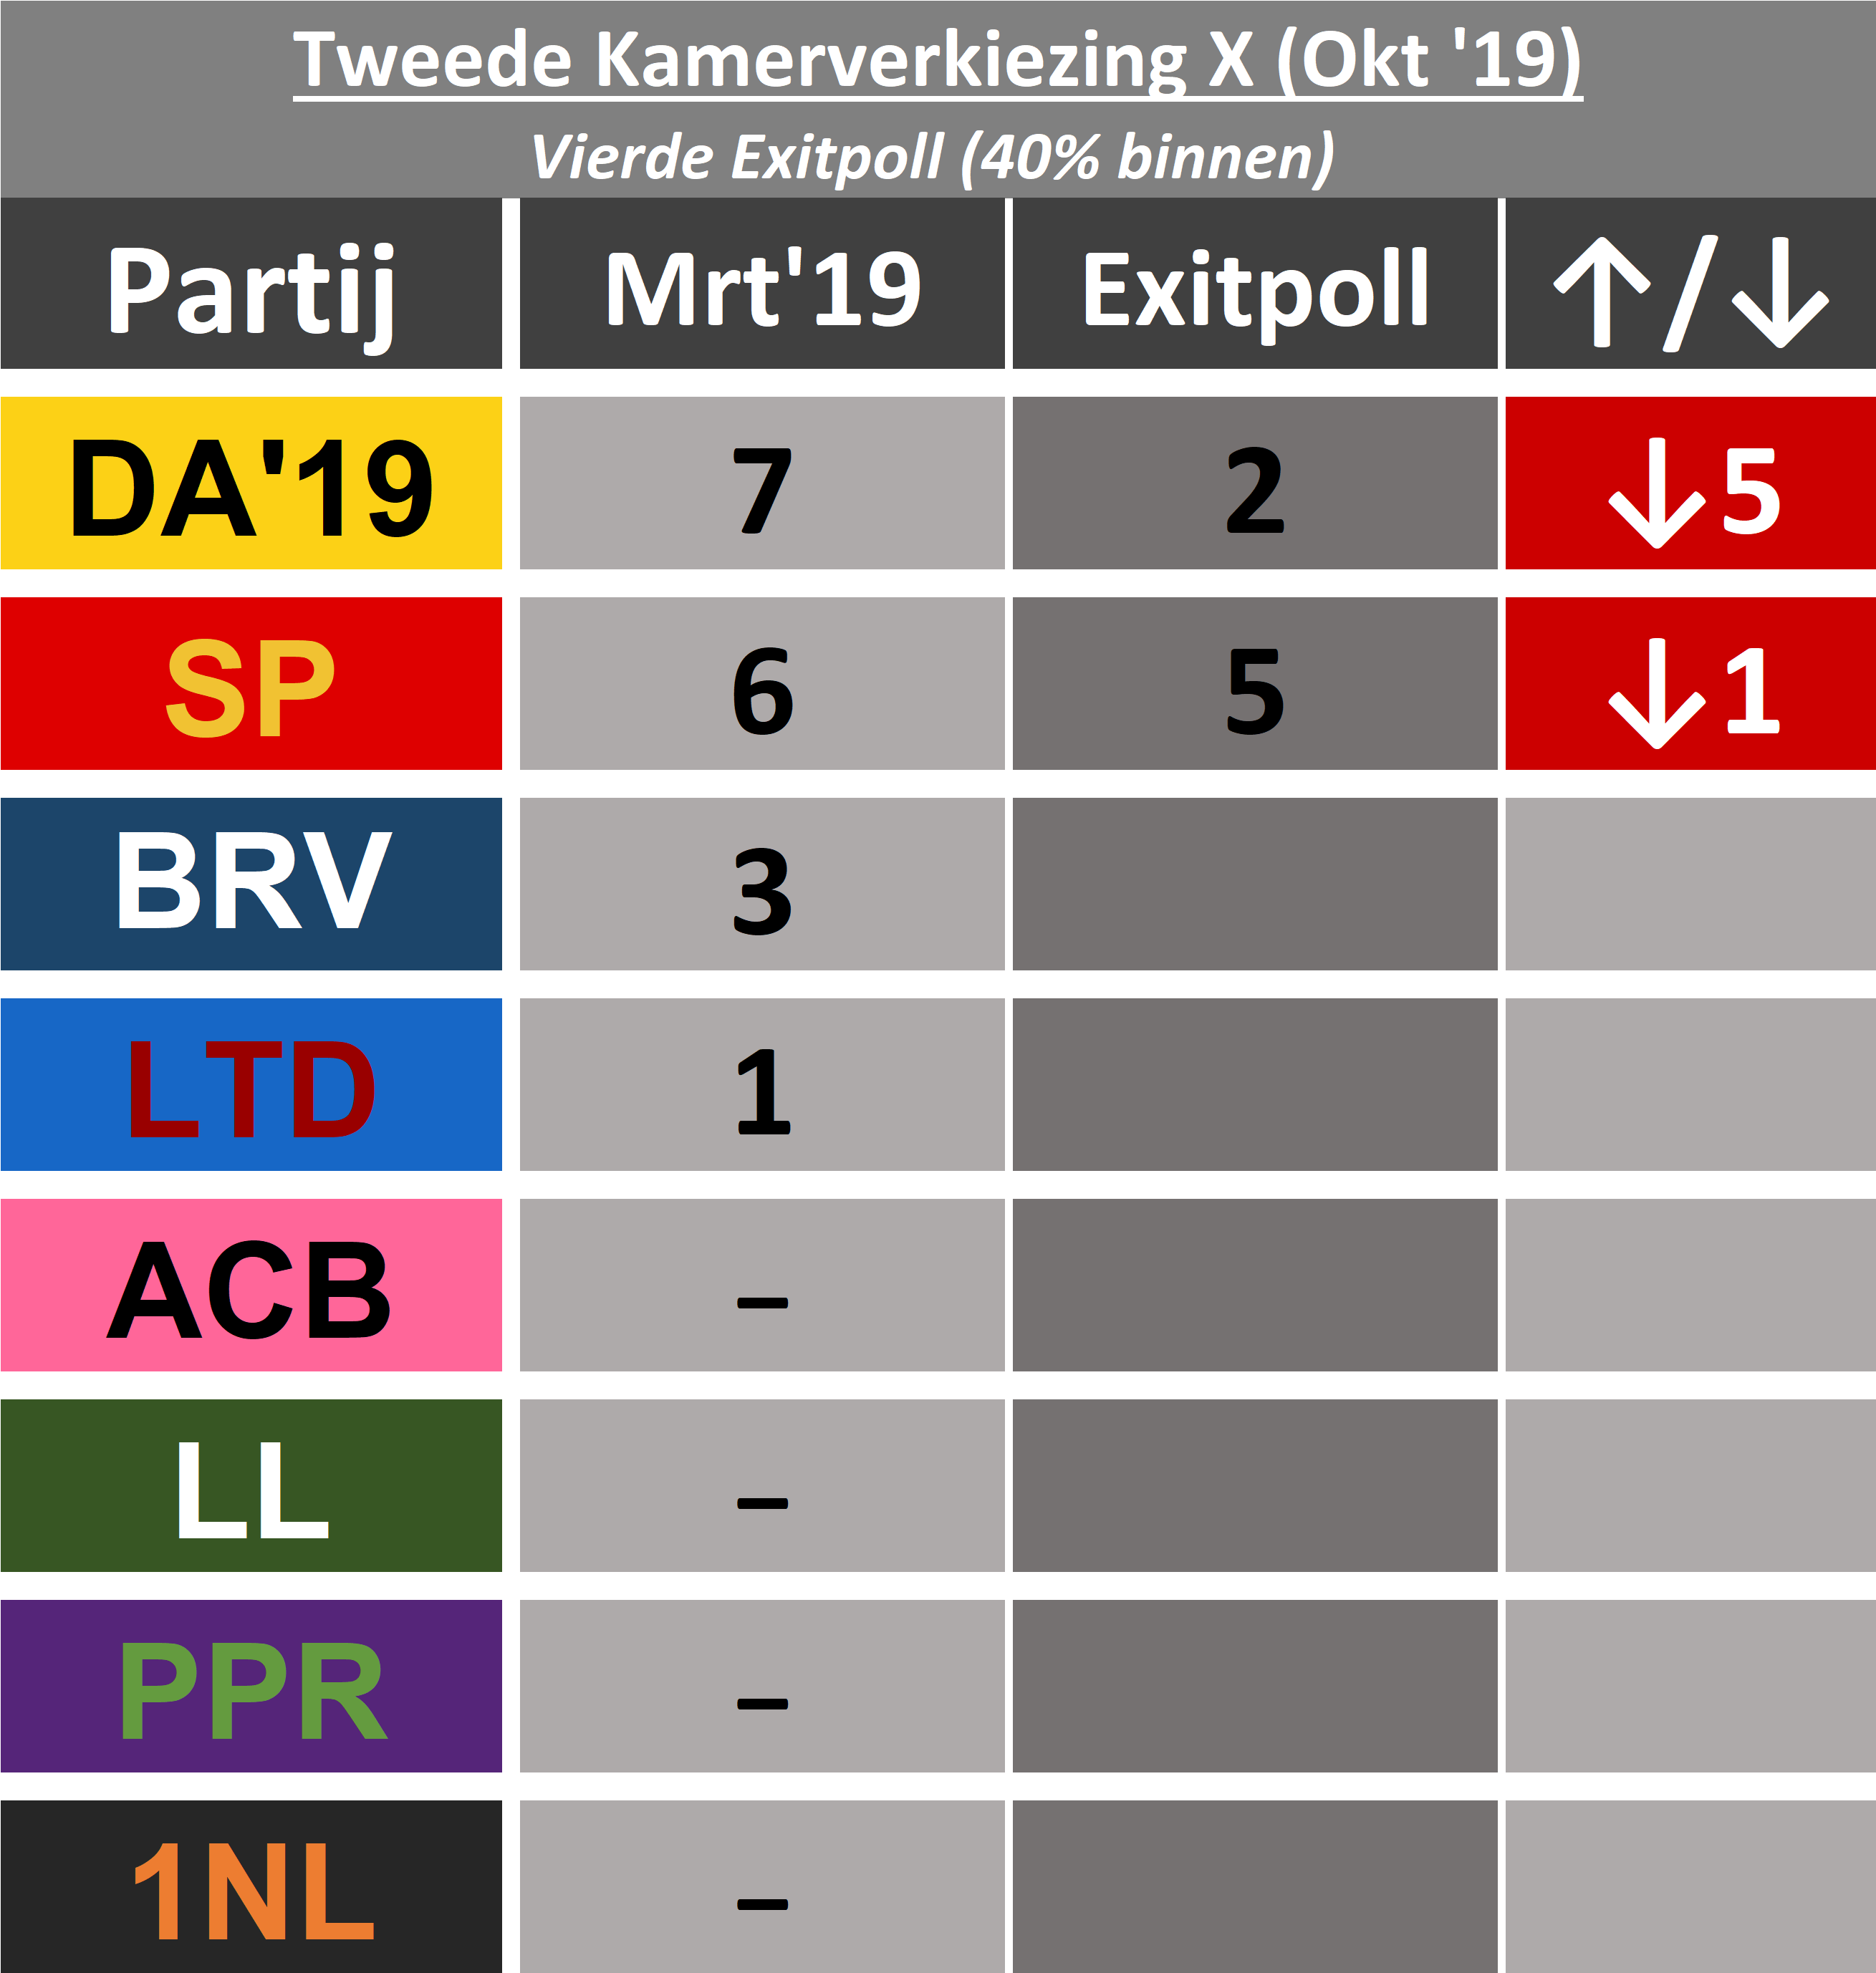 Tweede Kamerverkiezing X (Okt '19)
Vierde Exitpoll (40% binnen)
Partij Mrt'19 Exitpoll ↑/↓
DA'19 7 2 ↓5
SP 6 5 ↓1
BRV 3
LTD 1
ACB –
LL –
PPR –
1NL –